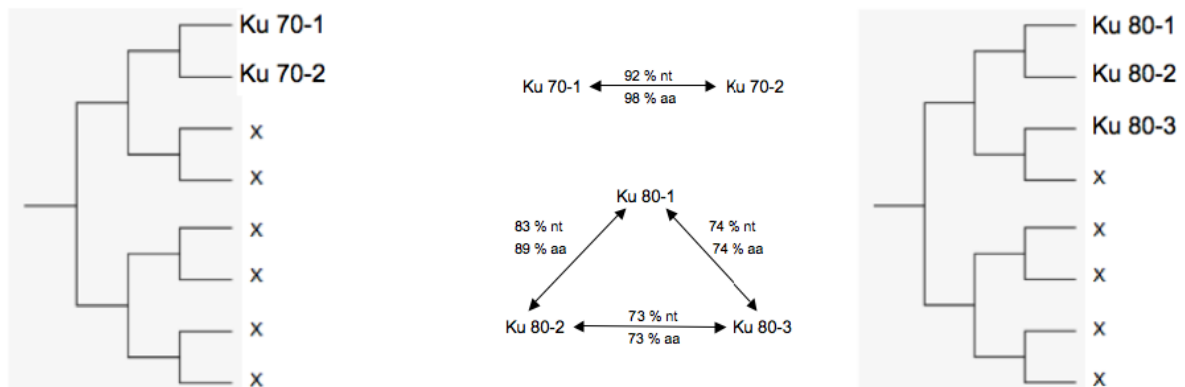 Ku 70-1
Ku 70-2
x
x
x
x
x
x
92 % nt
Ku 70-1 Ku 70-2
98 % aa
Ku 80-1
83 % nt 74 % nt
89 % aa 74 % aa
73 % nt
Ku 80-2 Ku 80-3
73 % aa
Ku 80-1
Ku 80-2
Ku 80-3
x
x
x
x
x